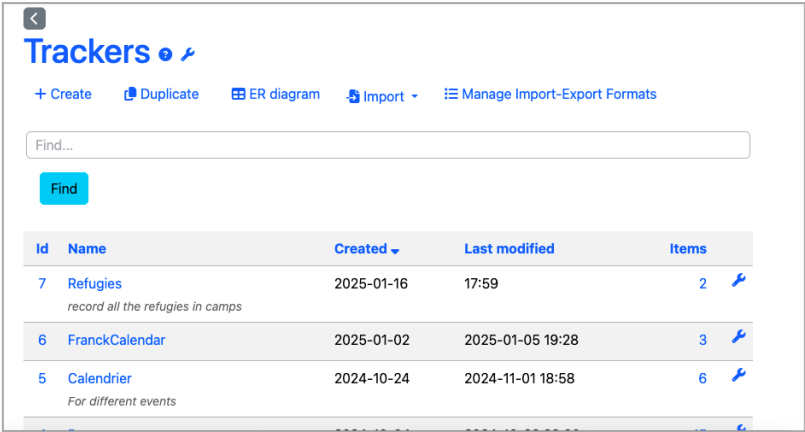 Trackers
+ Create Duplicate ER diagram Import Manage Import-Export Formats
Find...
Find
Id Name Created Last modified Items
7 Refugies 2025-01-16 17:59 2
record all the refugies in camps
6 FranckCalendar 2025-01-02 2025-01-05 19:28 3
5 Calendrier 2024-10-24 2024-11-01 18:58 6
For different events